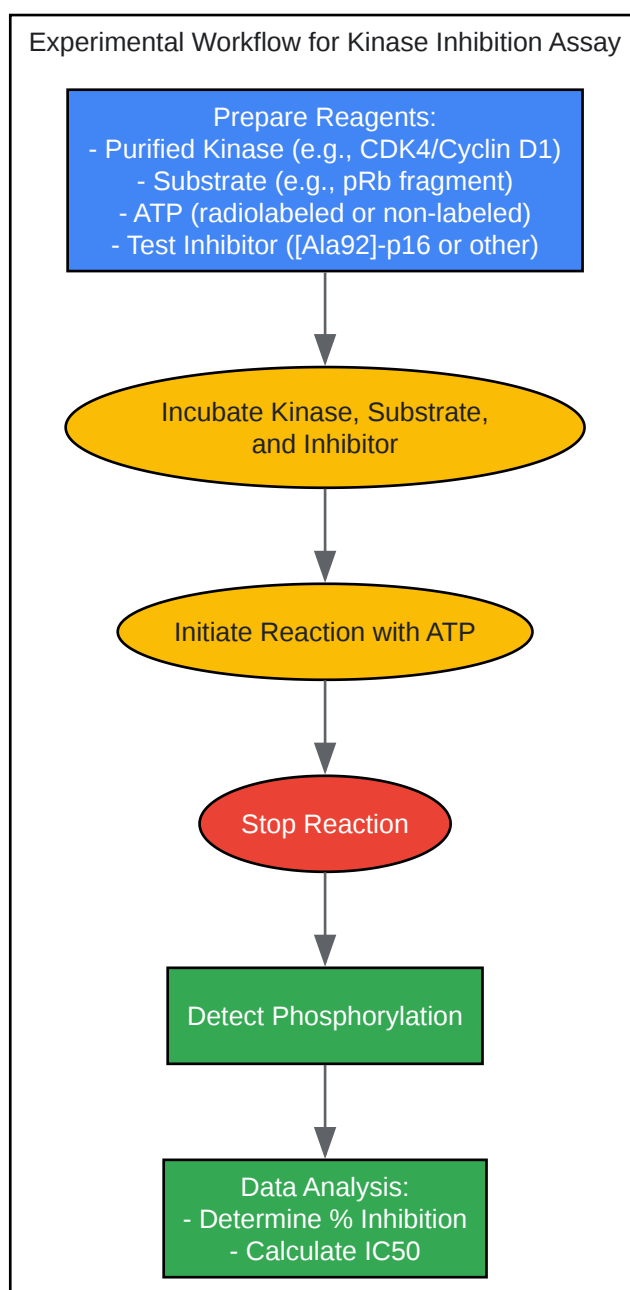 Experimental Workflow for Kinase Inhibition Assay
Prepare Reagents:
- Purified Kinase (e.g., CDK4/Cyclin D1)
- Substrate (e.g., pRb fragment)
- ATP (radiolabeled or non-labeled)
- Test Inhibitor ([Ala92]-p16 or other)
Incubate Kinase, Substrate,
and Inhibitor
Initiate Reaction with ATP
Stop Reaction
Detect Phosphorylation
Data Analysis:
- Determine % Inhibition
- Calculate IC50